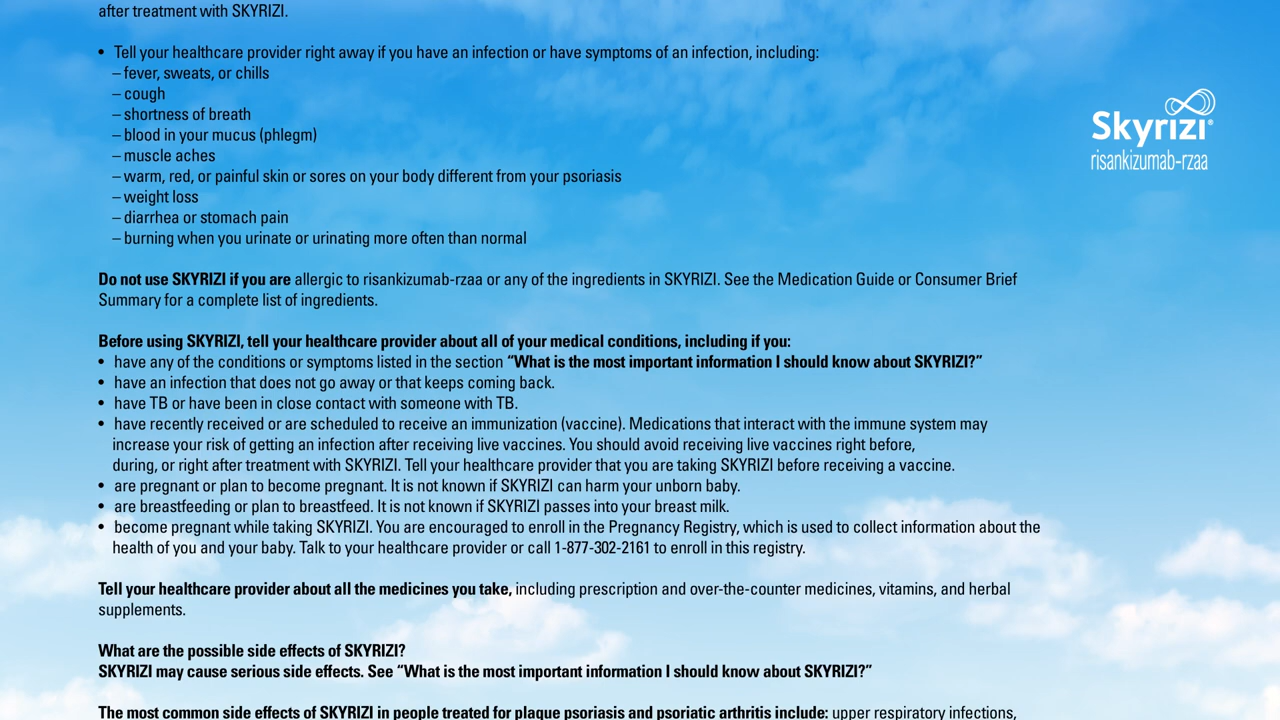 after treatment with SKYRIZI.
• Tell your healthcare provider right away if you have an infection or have symptoms of an infection, including:
– fever, sweats, or chills
– cough
– shortness of breath
– blood in your mucus (phlegm)
– muscle aches
– warm, red, or painful skin or sores on your body different from your psoriasis
– weight loss
– diarrhea or stomach pain
– burning when you urinate or urinating more often than normal
Skyrizi®
risankizumab-rzaa
Do not use SKYRIZI if you are allergic to risankizumab-rzaa or any of the ingredients in SKYRIZI. See the Medication Guide or Consumer Brief
Summary for a complete list of ingredients.
Before using SKYRIZI, tell your healthcare provider about all of your medical conditions, including if you:
• have any of the conditions or symptoms listed in the section “What is the most important information I should know about SKYRIZI?”
• have an infection that does not go away or that keeps coming back.
• have TB or have been in close contact with someone with TB.
• have recently received or are scheduled to receive an immunization (vaccine). Medications that interact with the immune system may
increase your risk of getting an infection after receiving live vaccines. You should avoid receiving live vaccines right before,
during, or right after treatment with SKYRIZI. Tell your healthcare provider that you are taking SKYRIZI before receiving a vaccine.
• are pregnant or plan to become pregnant. It is not known if SKYRIZI can harm your unborn baby.
• are breastfeeding or plan to breastfeed. It is not known if SKYRIZI passes into your breast milk.
• become pregnant while taking SKYRIZI. You are encouraged to enroll in the Pregnancy Registry, which is used to collect information about the
health of you and your baby. Talk to your healthcare provider or call 1-877-302-2161 to enroll in this registry.
Tell your healthcare provider about all the medicines you take, including prescription and over-the-counter medicines, vitamins, and herbal
supplements.
What are the possible side effects of SKYRIZI?
SKYRIZI may cause serious side effects. See “What is the most important information I should know about SKYRIZI?”
The most common side effects of SKYRIZI in people treated for plaque psoriasis and psoriatic arthritis include: upper respiratory infections,